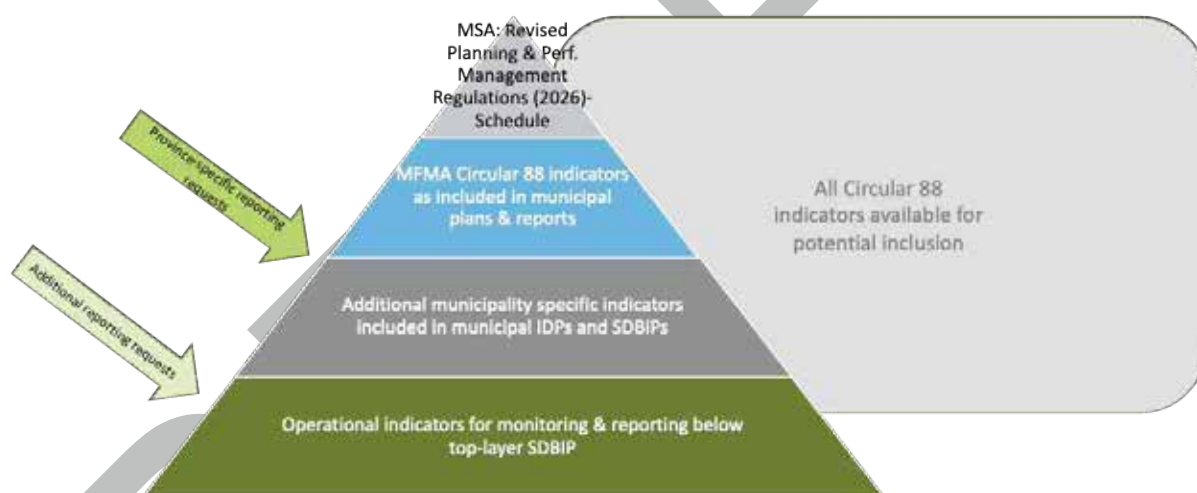 MSA: Revised
Planning & Perf.
Management
Regulations (2026)-
Schedule
Province-specific reporting
requests
MFMA Circular 88 indicators
as included in municipal
plans & reports
All Circular 88
indicators available for
potential inclusion
Additional reporting requests
Additional municipality specific indicators
included in municipal IDPs and SDBIPs
Operational indicators for monitoring & reporting below
top-layer SDBIP